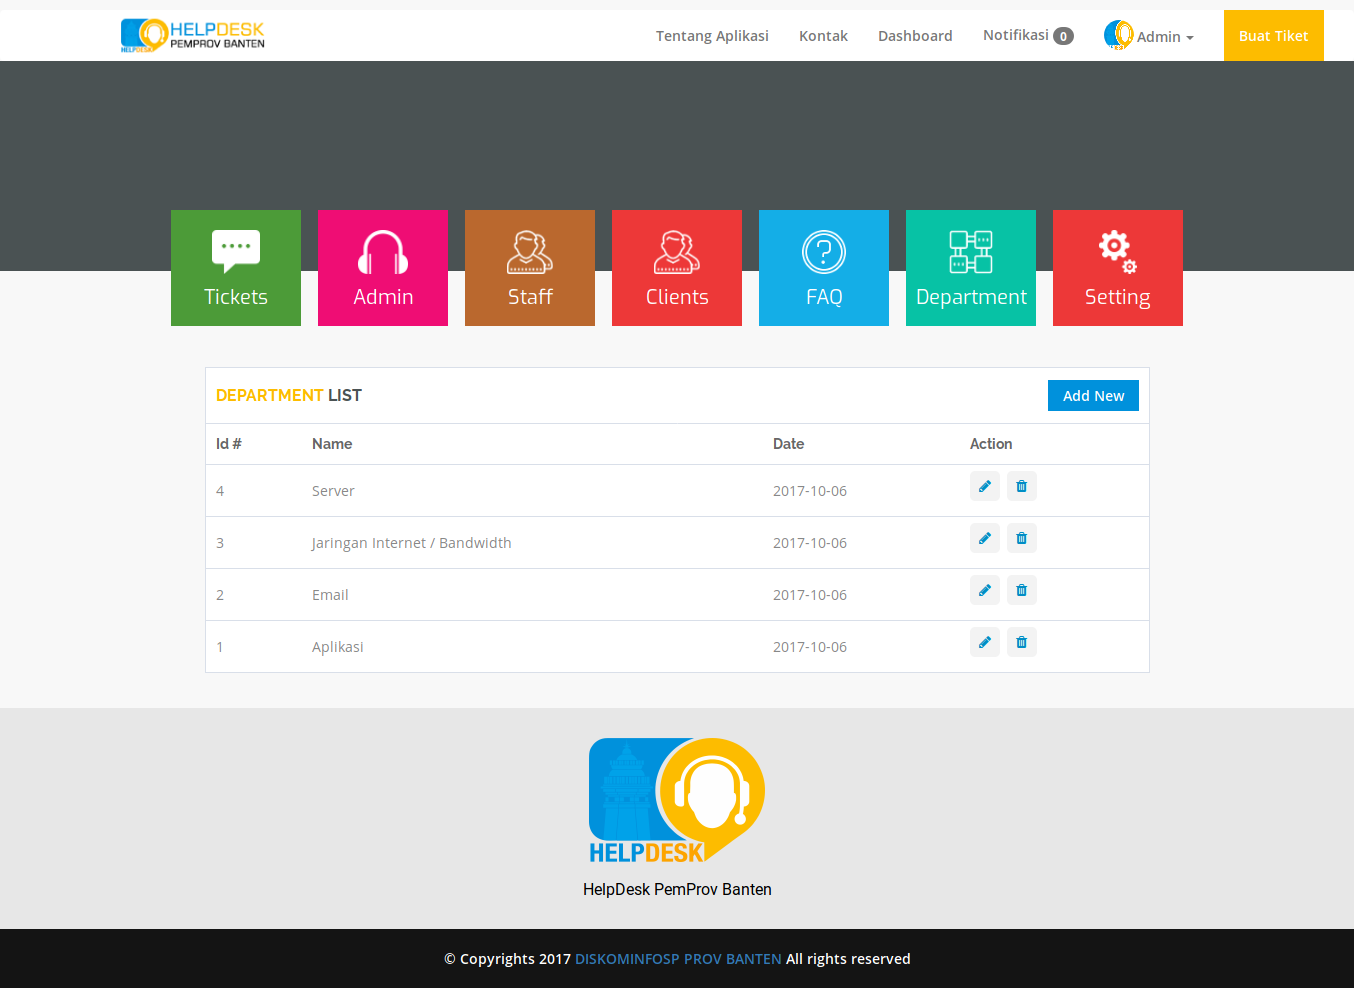 HELPDESK
PEMPROV BANTEN
HELPDESK
Tentang Aplikasi Kontak Dashboard Notifikasi 0 Admin Buat Tiket
Tickets Admin Staff Clients FAQ Department Setting
DEPARTMENT LIST Add New
Id # Name Date Action
4 Server 2017-10-06
3 Jaringan Internet / Bandwidth 2017-10-06
2 Email 2017-10-06
1 Aplikasi 2017-10-06
HELPDESK
HelpDesk PemProv Banten
© Copyrights 2017 DISKOMINFOSP PROV BANTEN All rights reserved